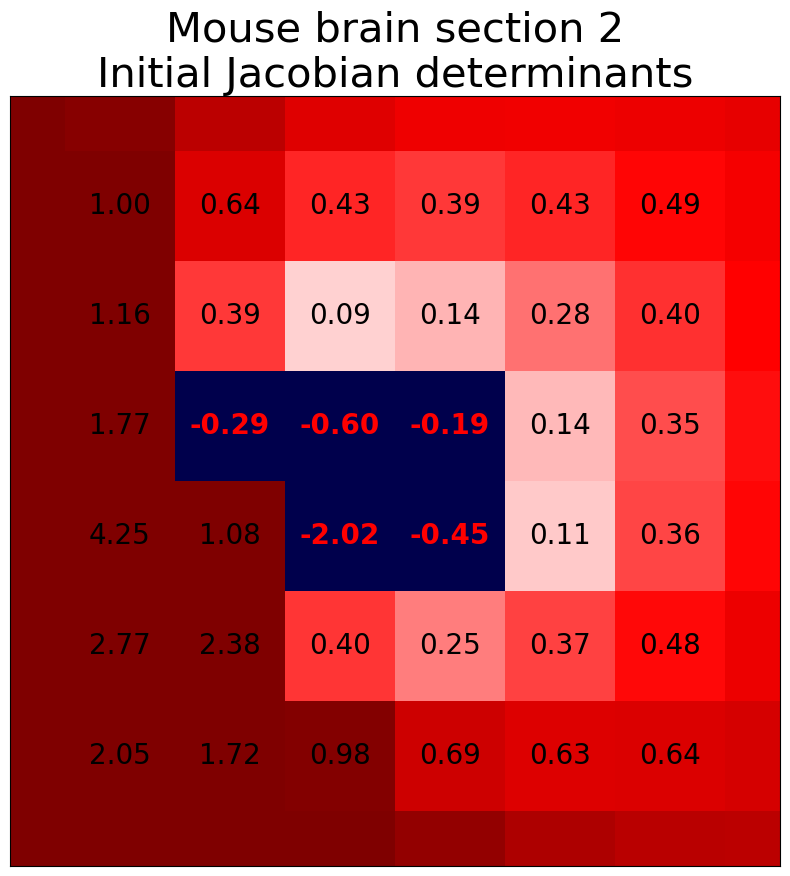 Mouse brain section 2
Initial Jacobian determinants
1.00 0.64 0.43 0.39 0.43 0.49
1.16 0.39 0.09 0.14 0.28 0.40
1.77 -0.29 -0.60 -0.19 0.14 0.35
4.25 1.08 -2.02 -0.45 0.11 0.36
2.77 2.38 0.40 0.25 0.37 0.48
2.05 1.72 0.98 0.69 0.63 0.64